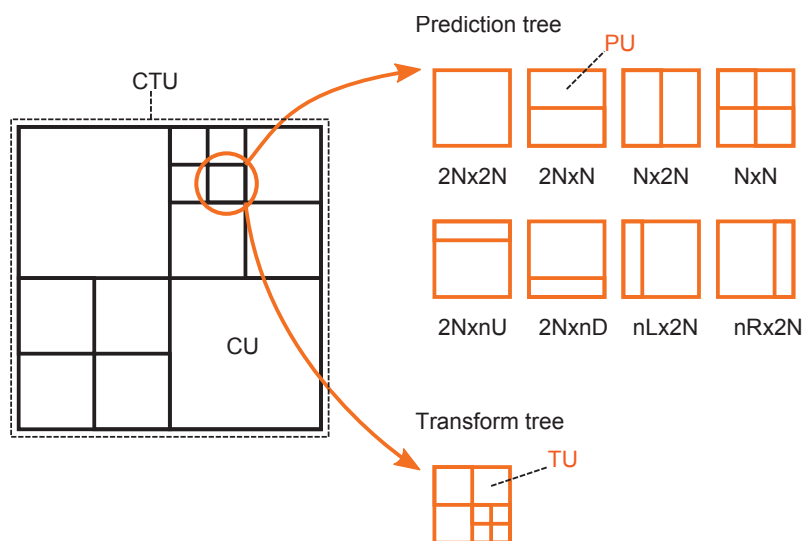 Prediction tree
PU
CTU
2Nx2N 2NxN Nx2N NxN
2NxnU 2NxnD nLx2N nRx2N
CU
Transform tree
TU